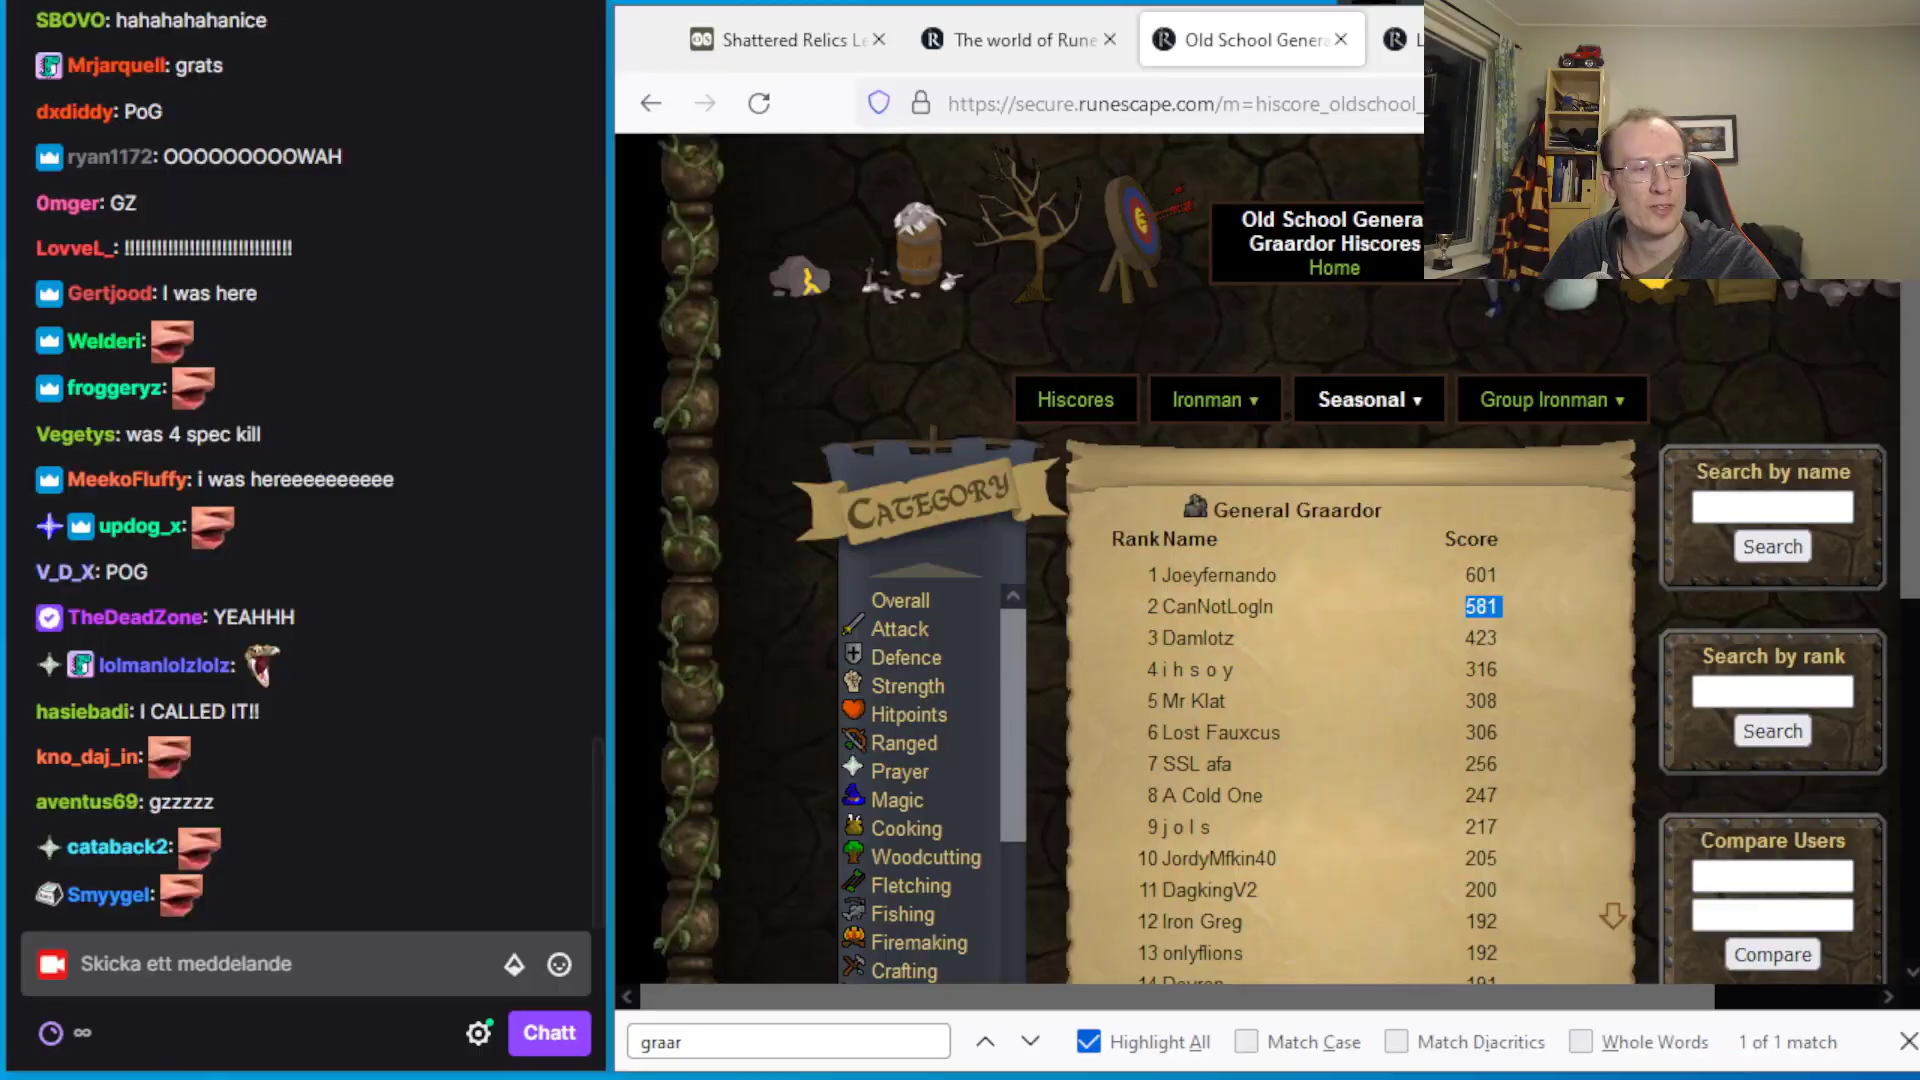 SBOVO: hahahahahanice
Mrjarquell: grats
dxdiddy: PoG
ryan1172: OOOOOOOOOWAH
0mger: GZ
LovveL_: !!!!!!!!!!!!!!!!!!!!!!!!!!!!!!!
Gertjood: I was here
Welderi:
froggeryz:
Vegetys: was 4 spec kill
MeekoFluffy: i was hereeeeeeeeee
updog_x:
V_D_X: POG
TheDeadZone: YEAHHH
lolmanlolzlolz:
hasiebadi: I CALLED IT!!
kno_daj_in:
aventus69: gzzzzz
cataback2:
Smyygel:
Skicka ett meddelande
∞
Chatt
Shattered Relics Le
The world of Rune
Old School Genera
https://secure.runescape.com/m=hiscore_oldschool_
Old School Genera
Graardor Hiscores
Home
Hiscores
Ironman ▾
Seasonal ▾
Group Ironman ▾
CATEGORY
Overall
Attack
Defence
Strength
Hitpoints
Ranged
Prayer
Magic
Cooking
Woodcutting
Fletching
Fishing
Firemaking
Crafting
General Graardor
Rank Name Score
1 Joeyfernando 601
2 CanNotLogIn 581
3 Damlotz 423
4 i h s o y 316
5 Mr Klat 308
6 Lost Fauxcus 306
7 SSL afa 256
8 A Cold One 247
9 j o l s 217
10 JordyMfkin40 205
11 DagkingV2 200
12 Iron Greg 192
13 onlyflions 192
Search by name
Search
Search by rank
Search
Compare Users
Compare
graar
Highlight All
Match Case
Match Diacritics
Whole Words
1 of 1 match